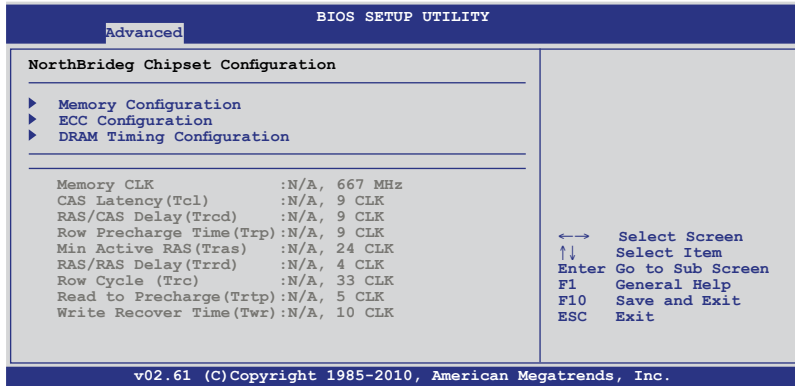 BIOS SETUP UTILITY
Advanced
NorthBrideg Chipset Configuration
Memory Configuration
ECC Configuration
DRAM Timing Configuration
Memory CLK :N/A, 667 MHz
CAS Latency(Tcl) :N/A, 9 CLK
RAS/CAS Delay(Trcd) :N/A, 9 CLK
Row Precharge Time(Trp):N/A, 9 CLK
Min Active RAS(Tras) :N/A, 24 CLK
RAS/RAS Delay(Trrd) :N/A, 4 CLK
Row Cycle (Trc) :N/A, 33 CLK
Read to Precharge(Trtp):N/A, 5 CLK
Write Recover Time(Twr):N/A, 10 CLK
←→ Select Screen
↑↓ Select Item
Enter Go to Sub Screen
F1 General Help
F10 Save and Exit
ESC Exit
v02.61 (C)Copyright 1985-2010, American Megatrends, Inc.